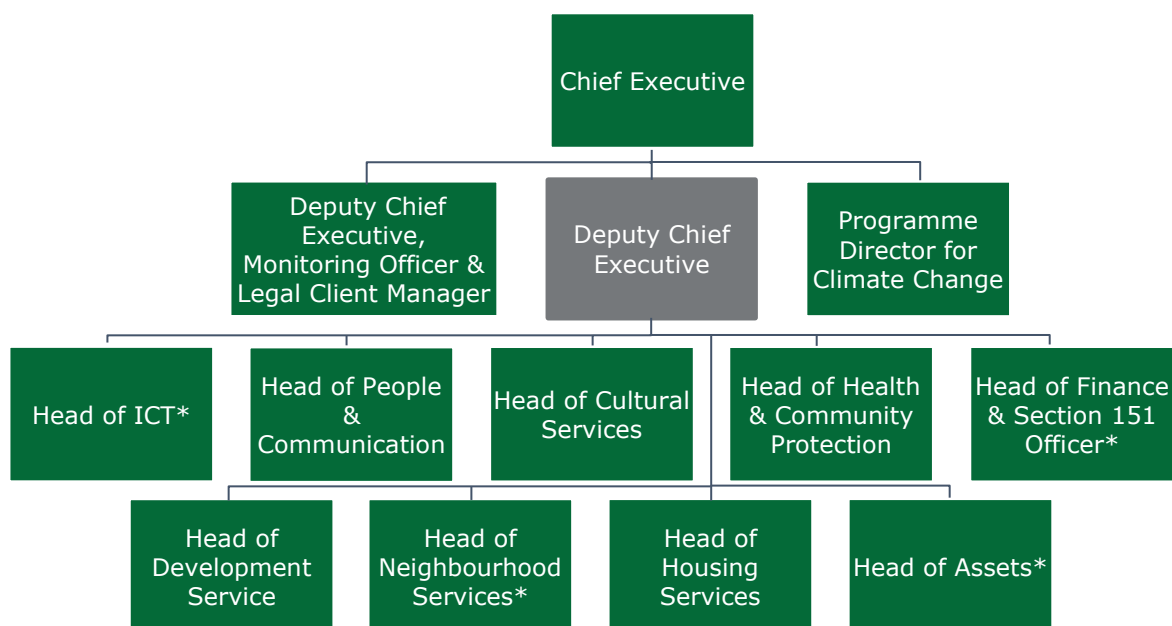 Chief Executive
Deputy Chief
Executive,
Monitoring Officer &
Legal Client Manager
Deputy Chief
Executive
Programme
Director for
Climate Change
Head of ICT*
Head of People
&
Communication
Head of Cultural
Services
Head of Health
& Community
Protection
Head of Finance
& Section 151
Officer*
Head of
Development
Service
Head of
Neighbourhood
Services*
Head of
Housing
Services
Head of Assets*